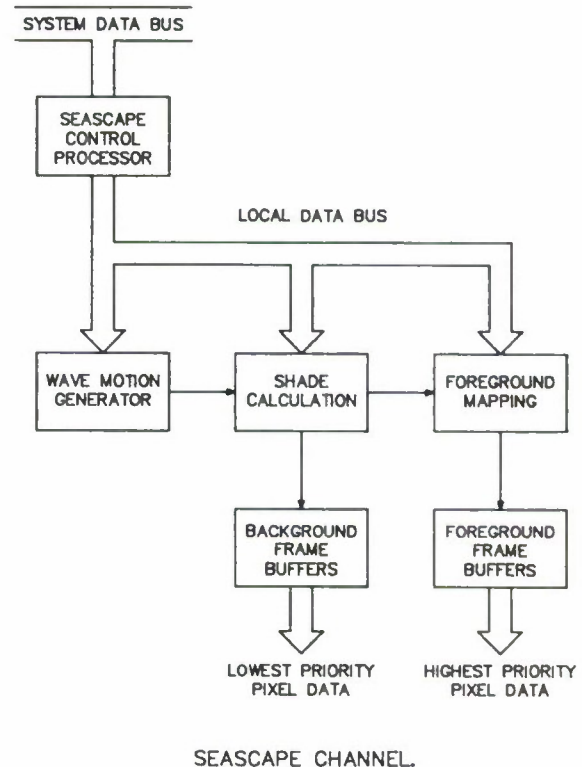 SYSTEM DATA BUS
SEASCAPE
CONTROL
PROCESSOR
LOCAL DATA BUS
WAVE MOTION
GENERATOR
SHADE
CALCULATION
FOREGROUND
MAPPING
BACKGROUND
FRAME
BUFFERS
FOREGROUND
FRAME
BUFFERS
LOWEST PRIORITY
PIXEL DATA
HIGHEST PRIORITY
PIXEL DATA
SEASCAPE CHANNEL.